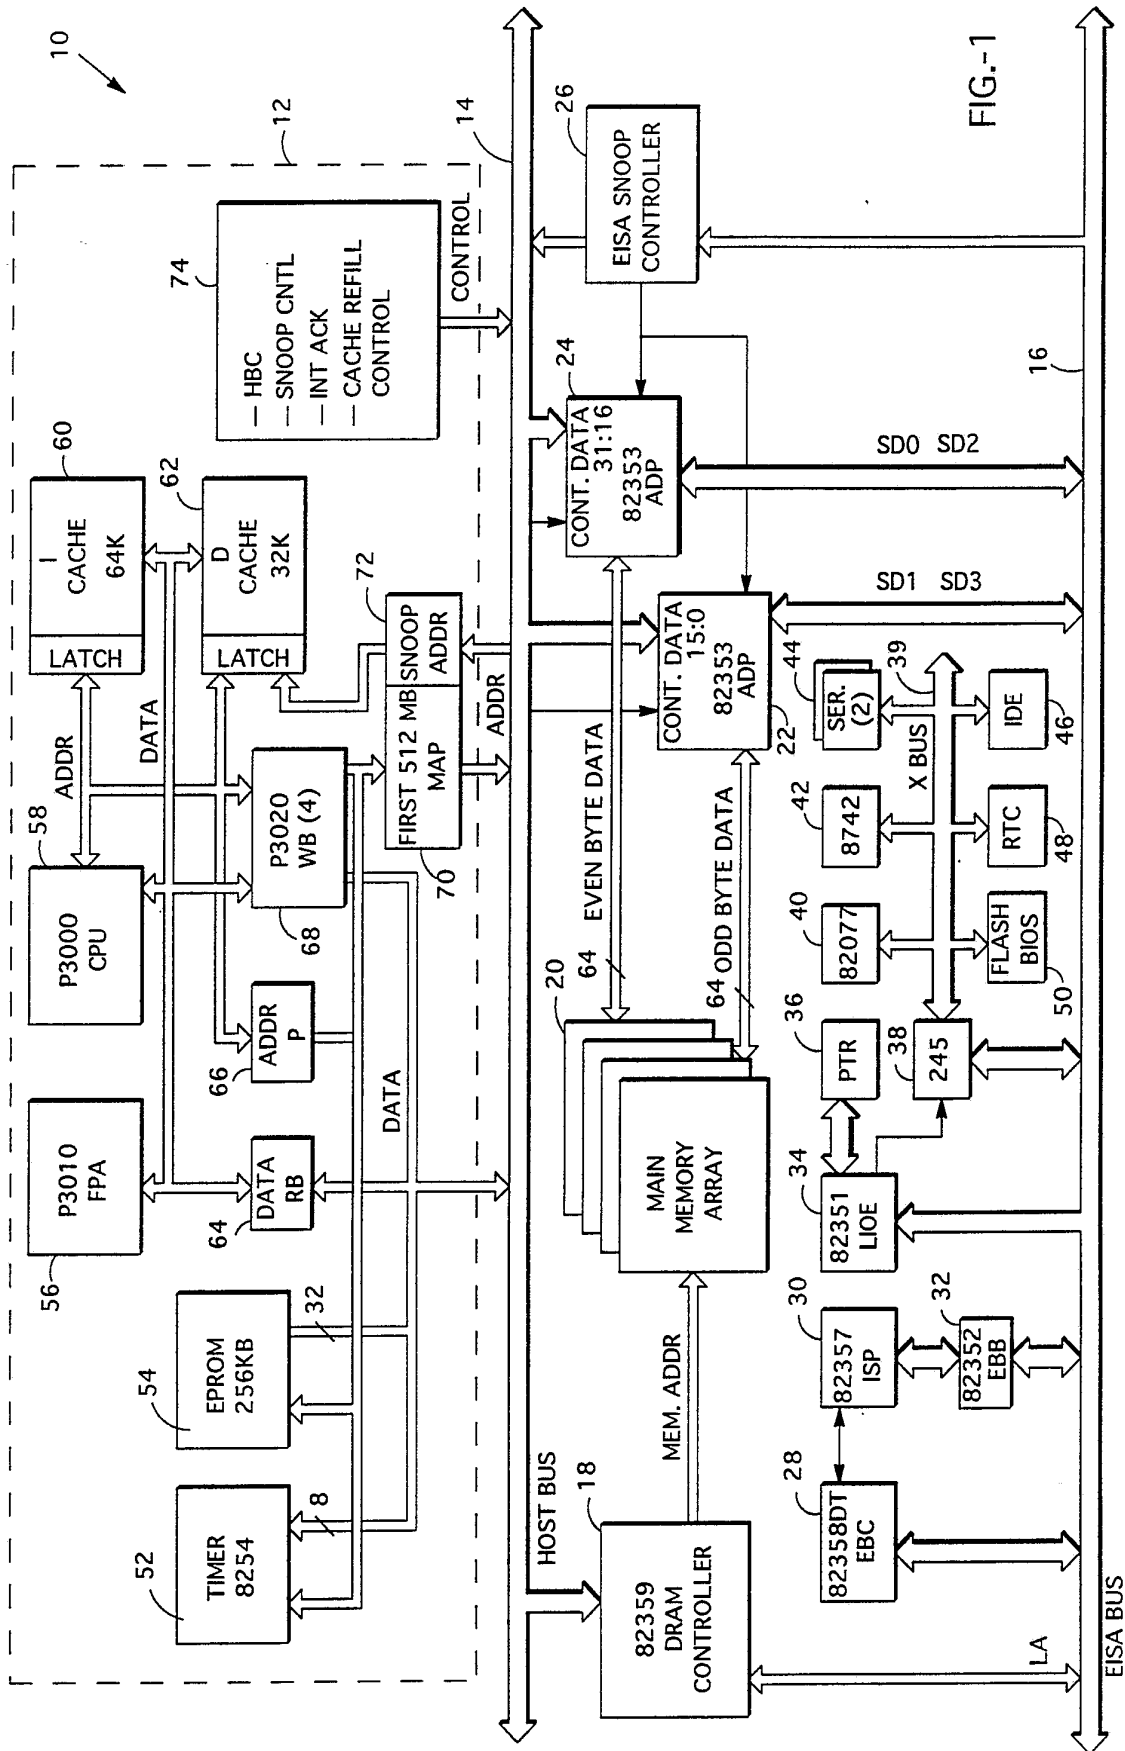 10
12
P3010
FPA
56
P3000
CPU
58
I
CACHE
64K
LATCH
60
D
CACHE
32K
LATCH
62
74
— HBC
— SNOOP CNTL
— INT ACK
— CACHE REFILL
CONTROL
CONTROL
ADDR
DATA
TIMER
8254
52
8
EPROM
256KB
54
32
DATA
RB
64
ADDR
P
66
P3020
WB (4)
68
DATA
FIRST 512 MB
MAP
70
SNOOP
ADDR
72
ADDR
14
HOST BUS
82359
DRAM
CONTROLLER
18
MEM. ADDR
MAIN
MEMORY
ARRAY
20
64
EVEN BYTE DATA
64
ODD BYTE DATA
CONT. DATA
15:0
82353
ADP
22
CONT. DATA
31:16
82353
ADP
24
EISA SNOOP
CONTROLLER
26
LA
82358DT
EBC
28
82357
ISP
30
82352
EBB
32
82351
LIOE
34
PTR
36
245
38
82077
40
8742
42
SER.
(2)
44
X BUS
39
FLASH
BIOS
50
RTC
48
IDE
46
SD1 SD3
SD0 SD2
16
EISA BUS
FIG.-1